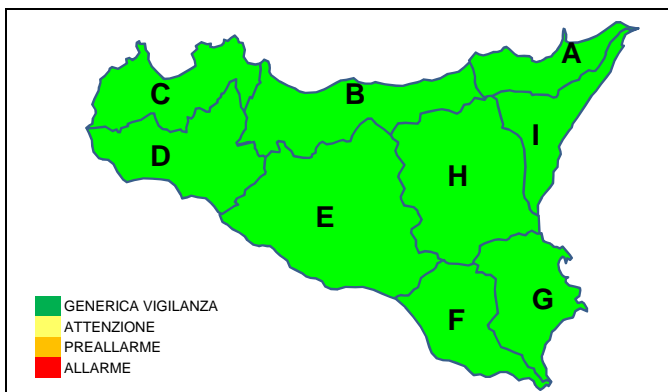 A
B
C
I
D
H
E
G
F
GENERICA VIGILANZA
ATTENZIONE
PREALLARME
ALLARME